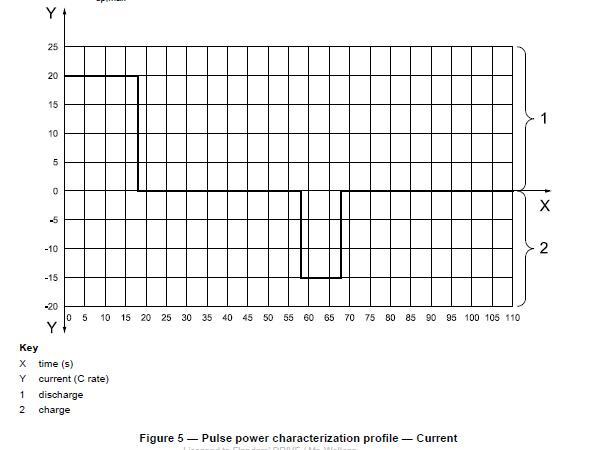 Y
25
20
15
10
5
0
-5
-10
-15
-20
1
2
X
0 5 10 15 20 25 30 35 40 45 50 55 60 65 70 75 80 85 90 95 100 105 110
Y
Key
X time (s)
Y current (C rate)
1 discharge
2 charge
Figure 5 — Pulse power characterization profile — Current